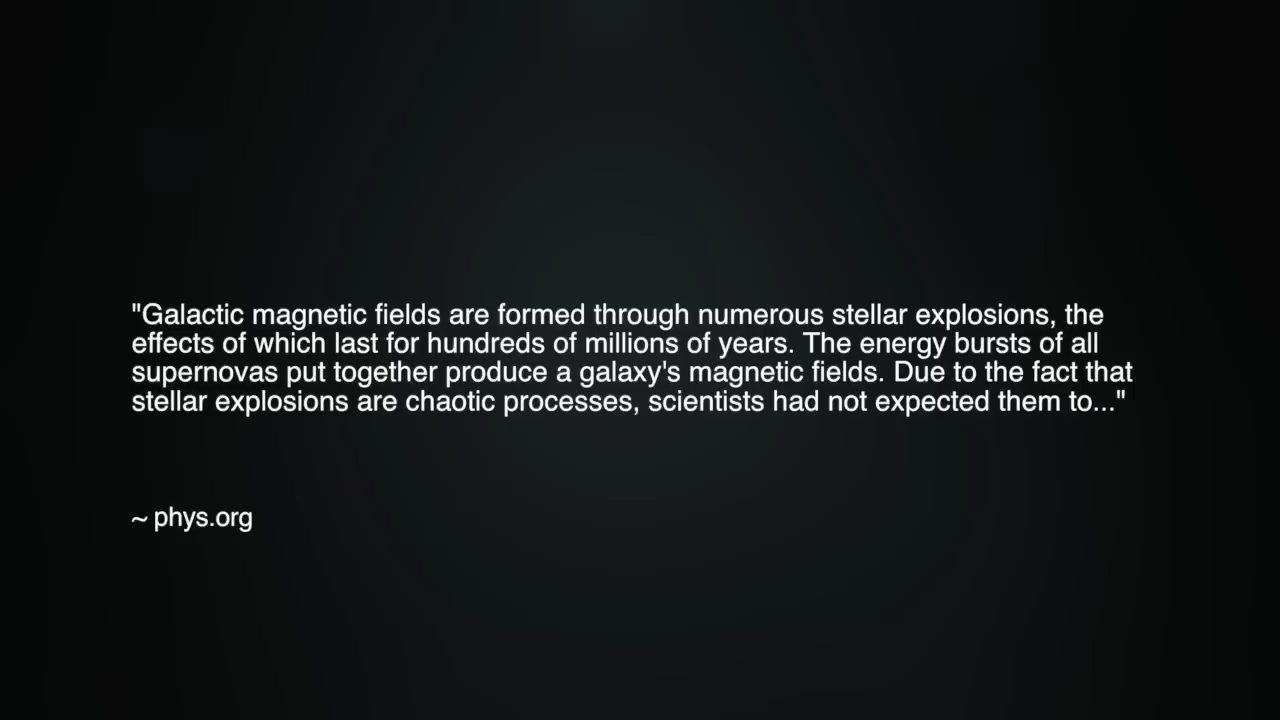 "Galactic magnetic fields are formed through numerous stellar explosions, the
effects of which last for hundreds of millions of years. The energy bursts of all
supernovas put together produce a galaxy's magnetic fields. Due to the fact that
stellar explosions are chaotic processes, scientists had not expected them to..."
~ phys.org